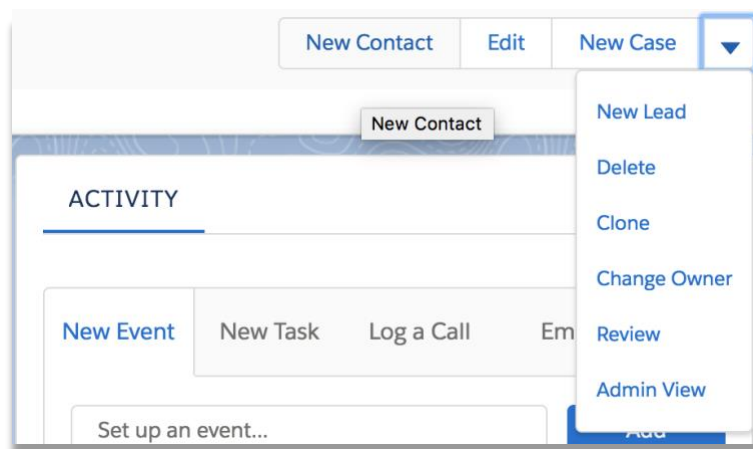 New Contact Edit New Case
New Contact
New Lead
Delete
Clone
Change Owner
Review
Admin View
ACTIVITY
New Event New Task Log a Call
Set up an event...
Add